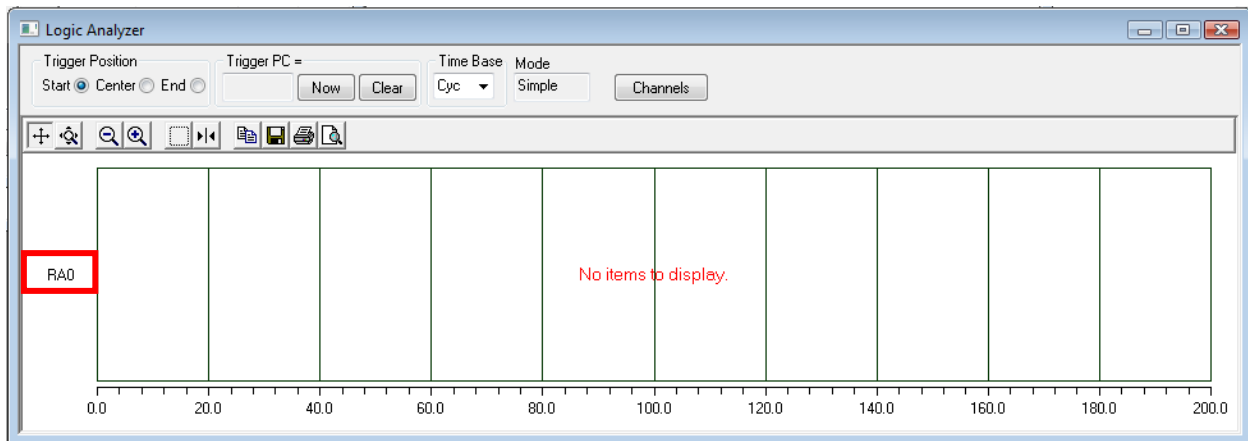 Logic Analyzer
Trigger Position
Trigger PC =
Time Base
Mode
Start Center End
Now
Clear
Cyc
Simple
Channels
RA0
No items to display.
0.0 20.0 40.0 60.0 80.0 100.0 120.0 140.0 160.0 180.0 200.0